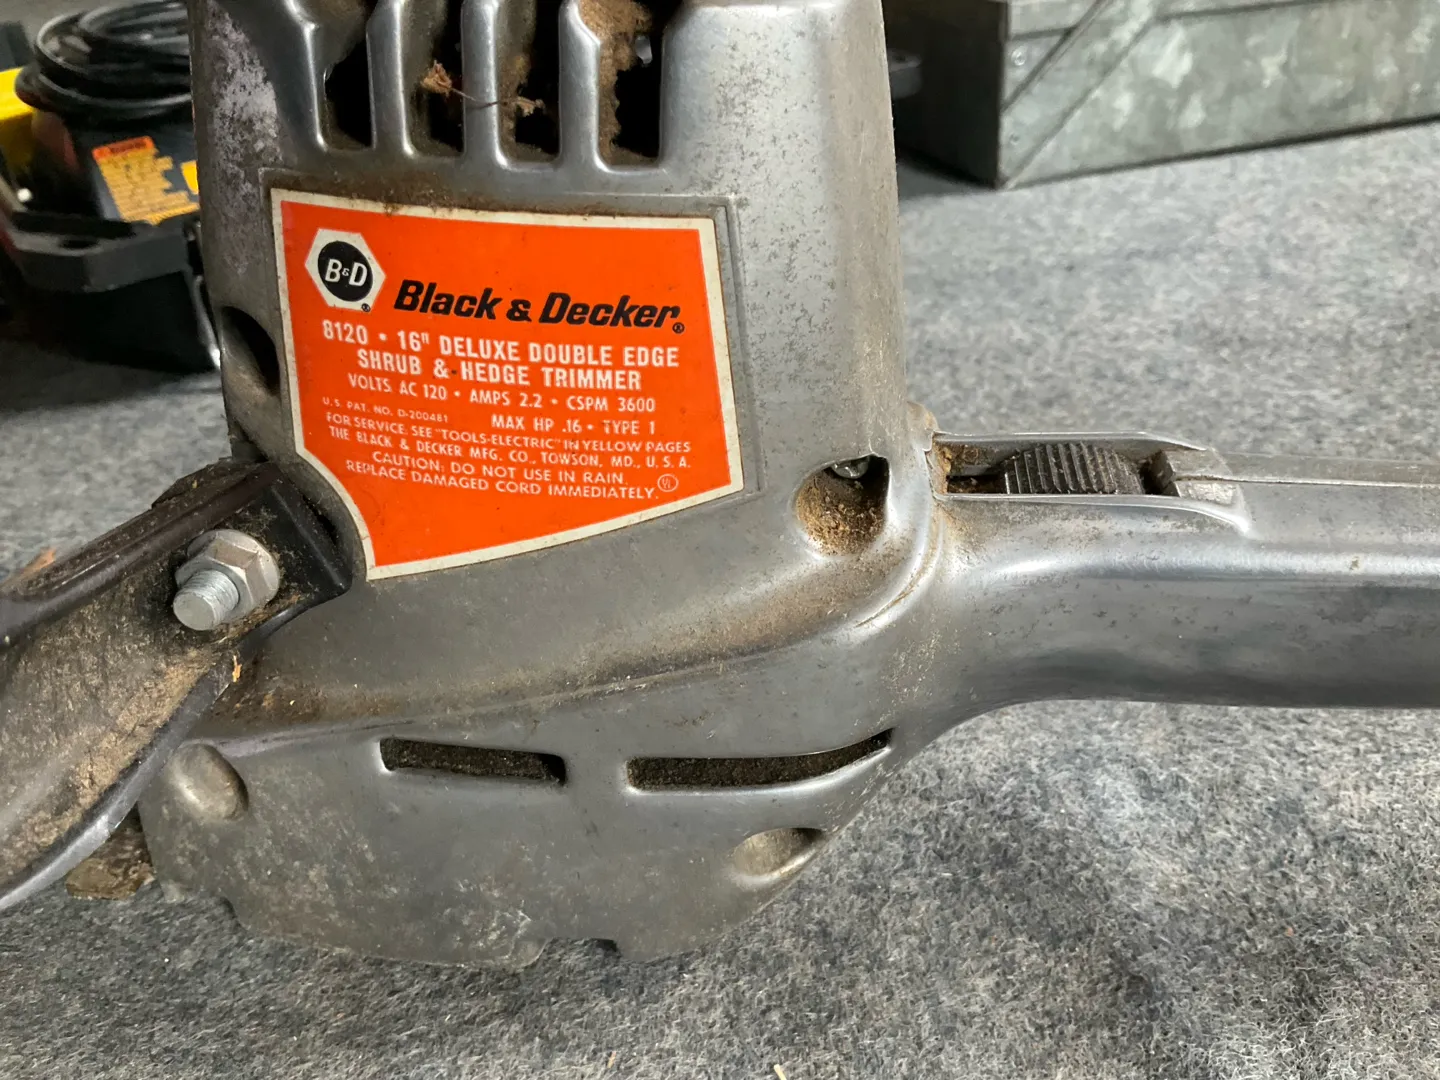 B&D
Black & Decker®
8120 • 16" DELUXE DOUBLE EDGE
SHRUB & HEDGE TRIMMER
VOLTS AC 120 • AMPS 2.2 • CSPM 3600
U.S. PAT. NO. D-200481 MAX HP .16 • TYPE 1
FOR SERVICE: SEE "TOOLS-ELECTRIC" IN YELLOW PAGES
THE BLACK & DECKER MFG. CO., TOWSON, MD., U.S.A.
CAUTION: DO NOT USE IN RAIN.
REPLACE DAMAGED CORD IMMEDIATELY. UL